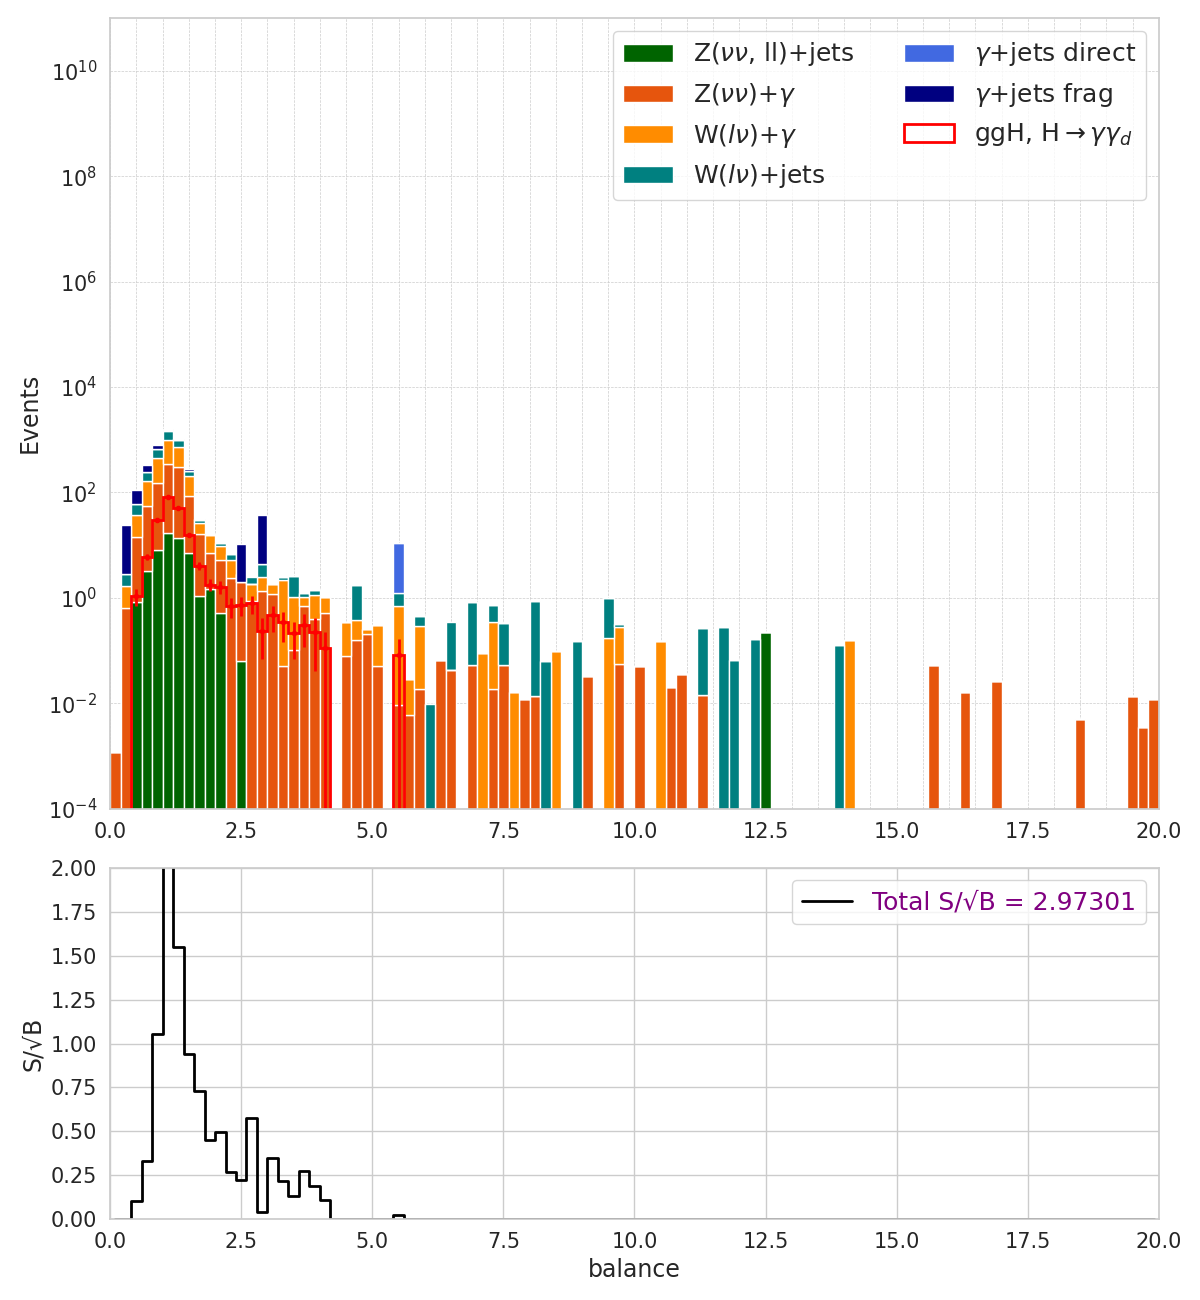 Z(νν, ll)+jets
Z(νν)+γ
W(lν)+γ
W(lν)+jets
γ+jets direct
γ+jets frag
ggH, H→γγ_d
Events
10^10
10^8
10^6
10^4
10^2
10^0
10^−2
10^−4
0.0 2.5 5.0 7.5 10.0 12.5 15.0 17.5 20.0
Total S/√B = 2.97301
S/√B
2.00
1.75
1.50
1.25
1.00
0.75
0.50
0.25
0.00
0.0 2.5 5.0 7.5 10.0 12.5 15.0 17.5 20.0
balance